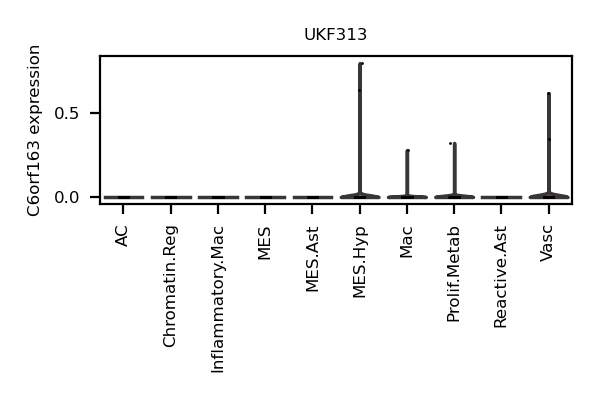 UKF313
C6orf163 expression
0.5
0.0
AC
Chromatin.Reg
Inflammatory.Mac
MES
MES.Ast
MES.Hyp
Mac
Prolif.Metab
Reactive.Ast
Vasc